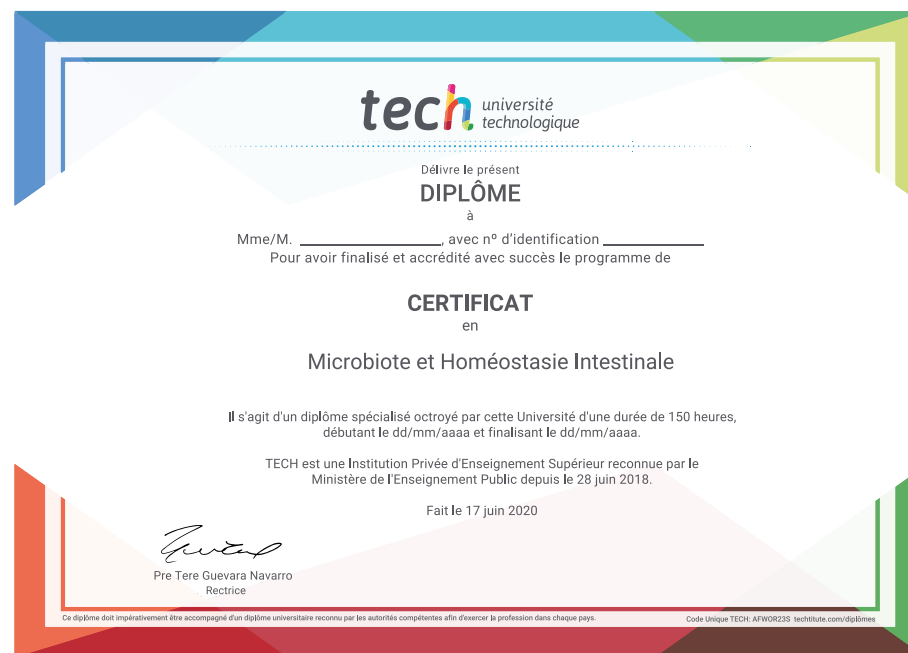 tech université
technologique
Délivre le présent
DIPLÔME
à
Mme/M. ____________________, avec nº d'identification ______________
Pour avoir finalisé et accrédité avec succès le programme de
CERTIFICAT
en
Microbiote et Homéostasie Intestinale
Il s'agit d'un diplôme spécialisé octroyé par cette Université d'une durée de 150 heures,
débutant le dd/mm/aaaa et finalisant le dd/mm/aaaa.
TECH est une Institution Privée d'Enseignement Supérieur reconnue par le
Ministère de l'Enseignement Public depuis le 28 juin 2018.
Fait le 17 juin 2020
Pre Tere Guevara Navarro
Rectrice
Ce diplôme doit impérativement être accompagné d'un diplôme universitaire reconnu par les autorités compétentes afin d'exercer la profession dans chaque pays.
Code Unique TECH: AFWOR23S techtitute.com/diplômes